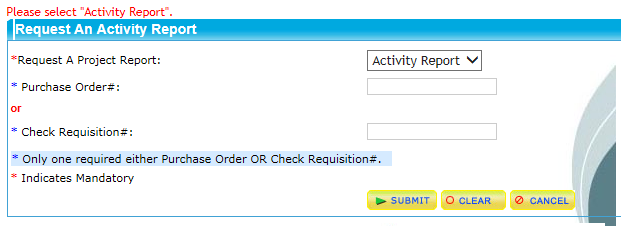 Please select "Activity Report".
Request An Activity Report
*Request A Project Report: Activity Report
* Purchase Order#:
or
* Check Requisition#:
* Only one required either Purchase Order OR Check Requisition#.
* Indicates Mandatory
SUBMIT CLEAR CANCEL